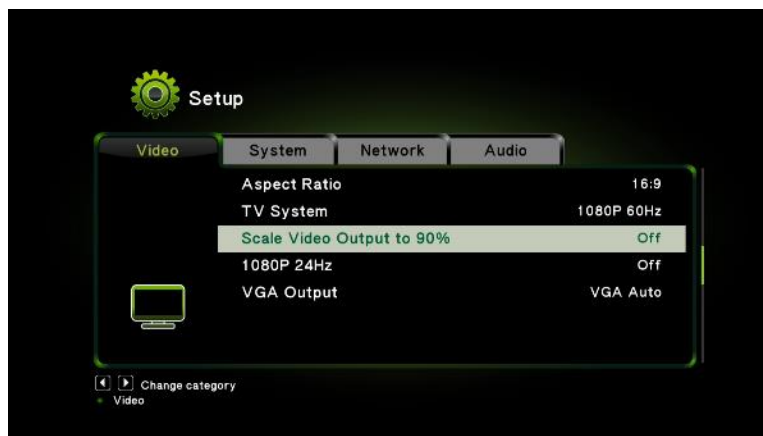 Setup
Video System Network Audio
Aspect Ratio 16:9
TV System 1080P 60Hz
Scale Video Output to 90% Off
1080P 24Hz Off
VGA Output VGA Auto
Change category
Video